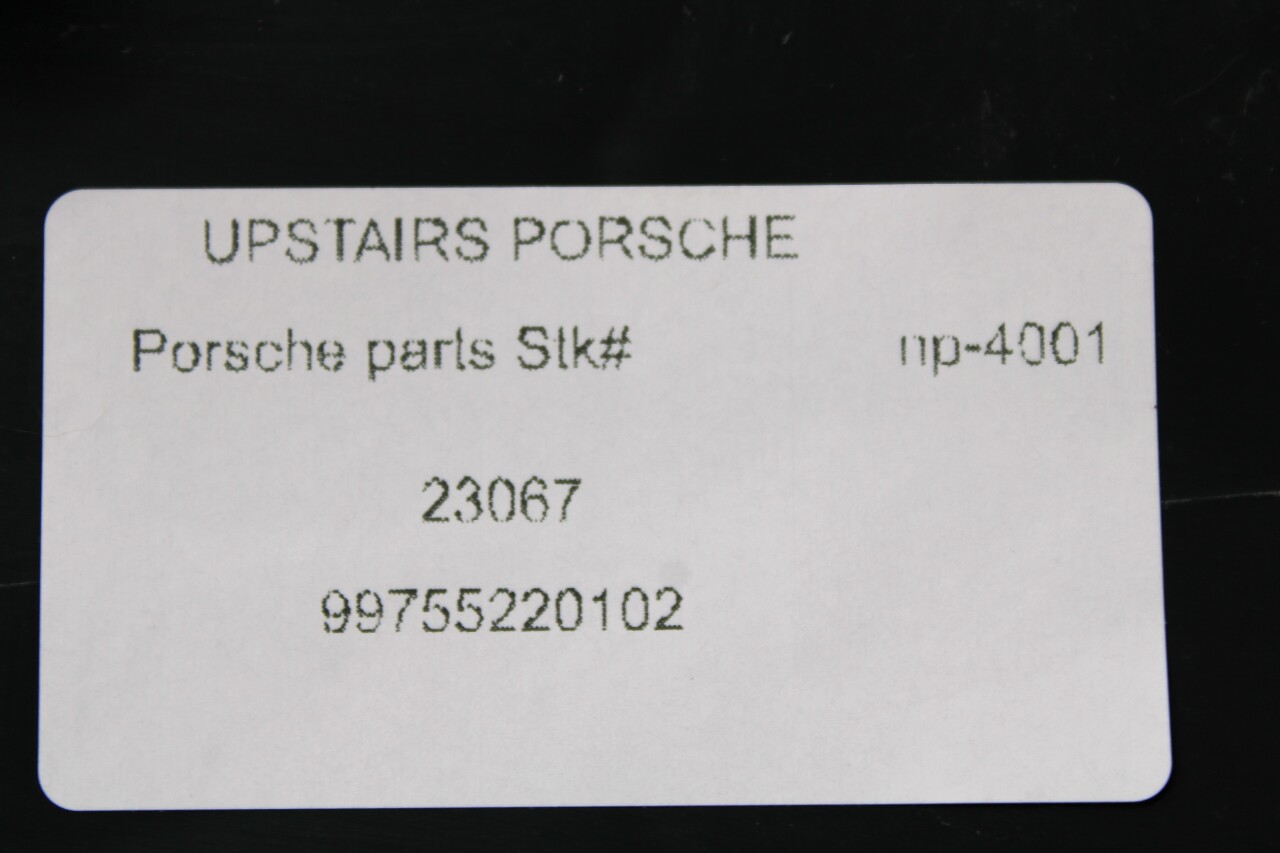 UPSTAIRS PORSCHE
Porsche parts Stk# np-4001
23067
99755220102